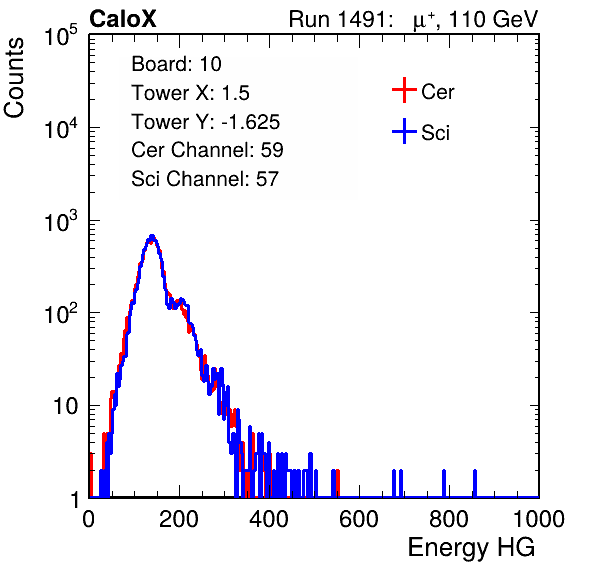 CaloX Run 1491: μ⁺, 110 GeV
Counts
Board: 10
Tower X: 1.5
Tower Y: -1.625
Cer Channel: 59
Sci Channel: 57
Cer
Sci
10⁵
10⁴
10³
10²
10
1
0 200 400 600 800 1000
Energy HG